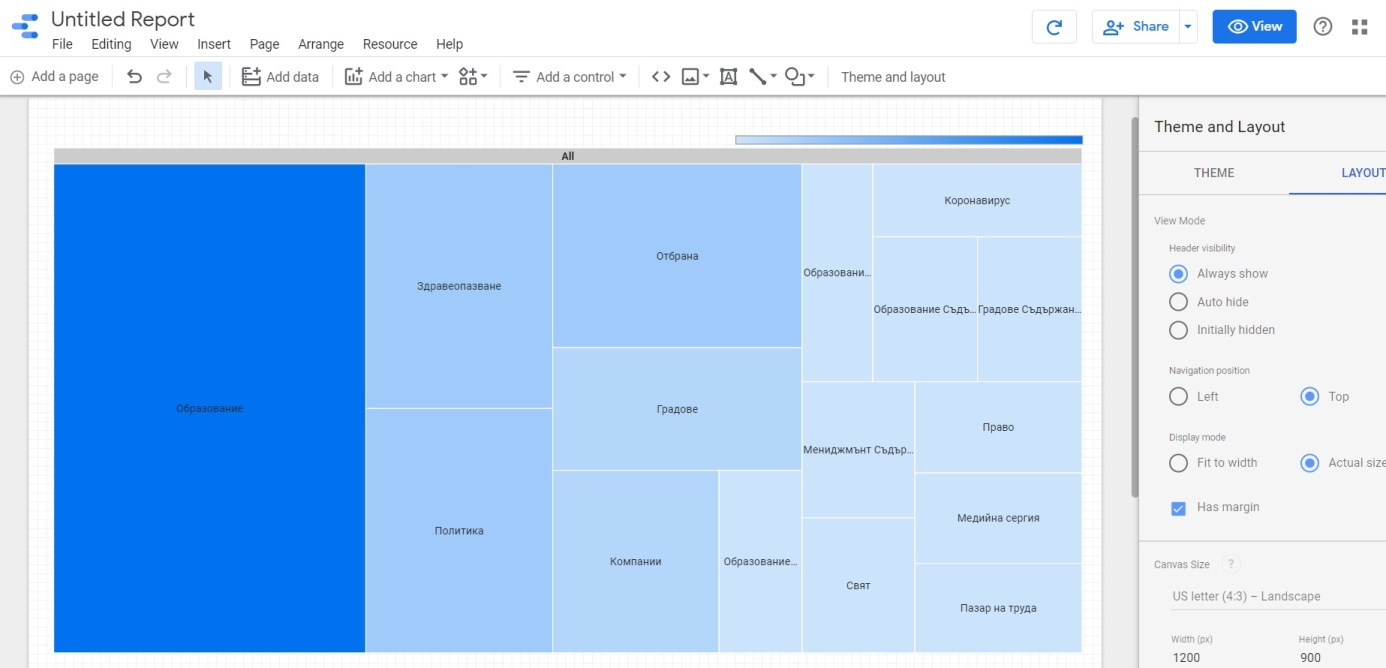 Untitled Report
File Editing View Insert Page Arrange Resource Help
Share
View
Add a page
Add data
Add a chart
Add a control
Theme and layout
All
Образование
Здравеопазване
Политика
Отбрана
Градове
Компании
Образование...
Образовани...
Коронавирус
Образование Съдъ...
Градове Съдържан...
Мениджмънт Съдър...
Свят
Право
Медийна сергия
Пазар на труда
Theme and Layout
THEME LAYOUT
View Mode
Header visibility
Always show
Auto hide
Initially hidden
Navigation position
Left Top
Display mode
Fit to width Actual size
Has margin
Canvas Size ?
US letter (4:3) – Landscape
Width (px) Height (px)
1200 900